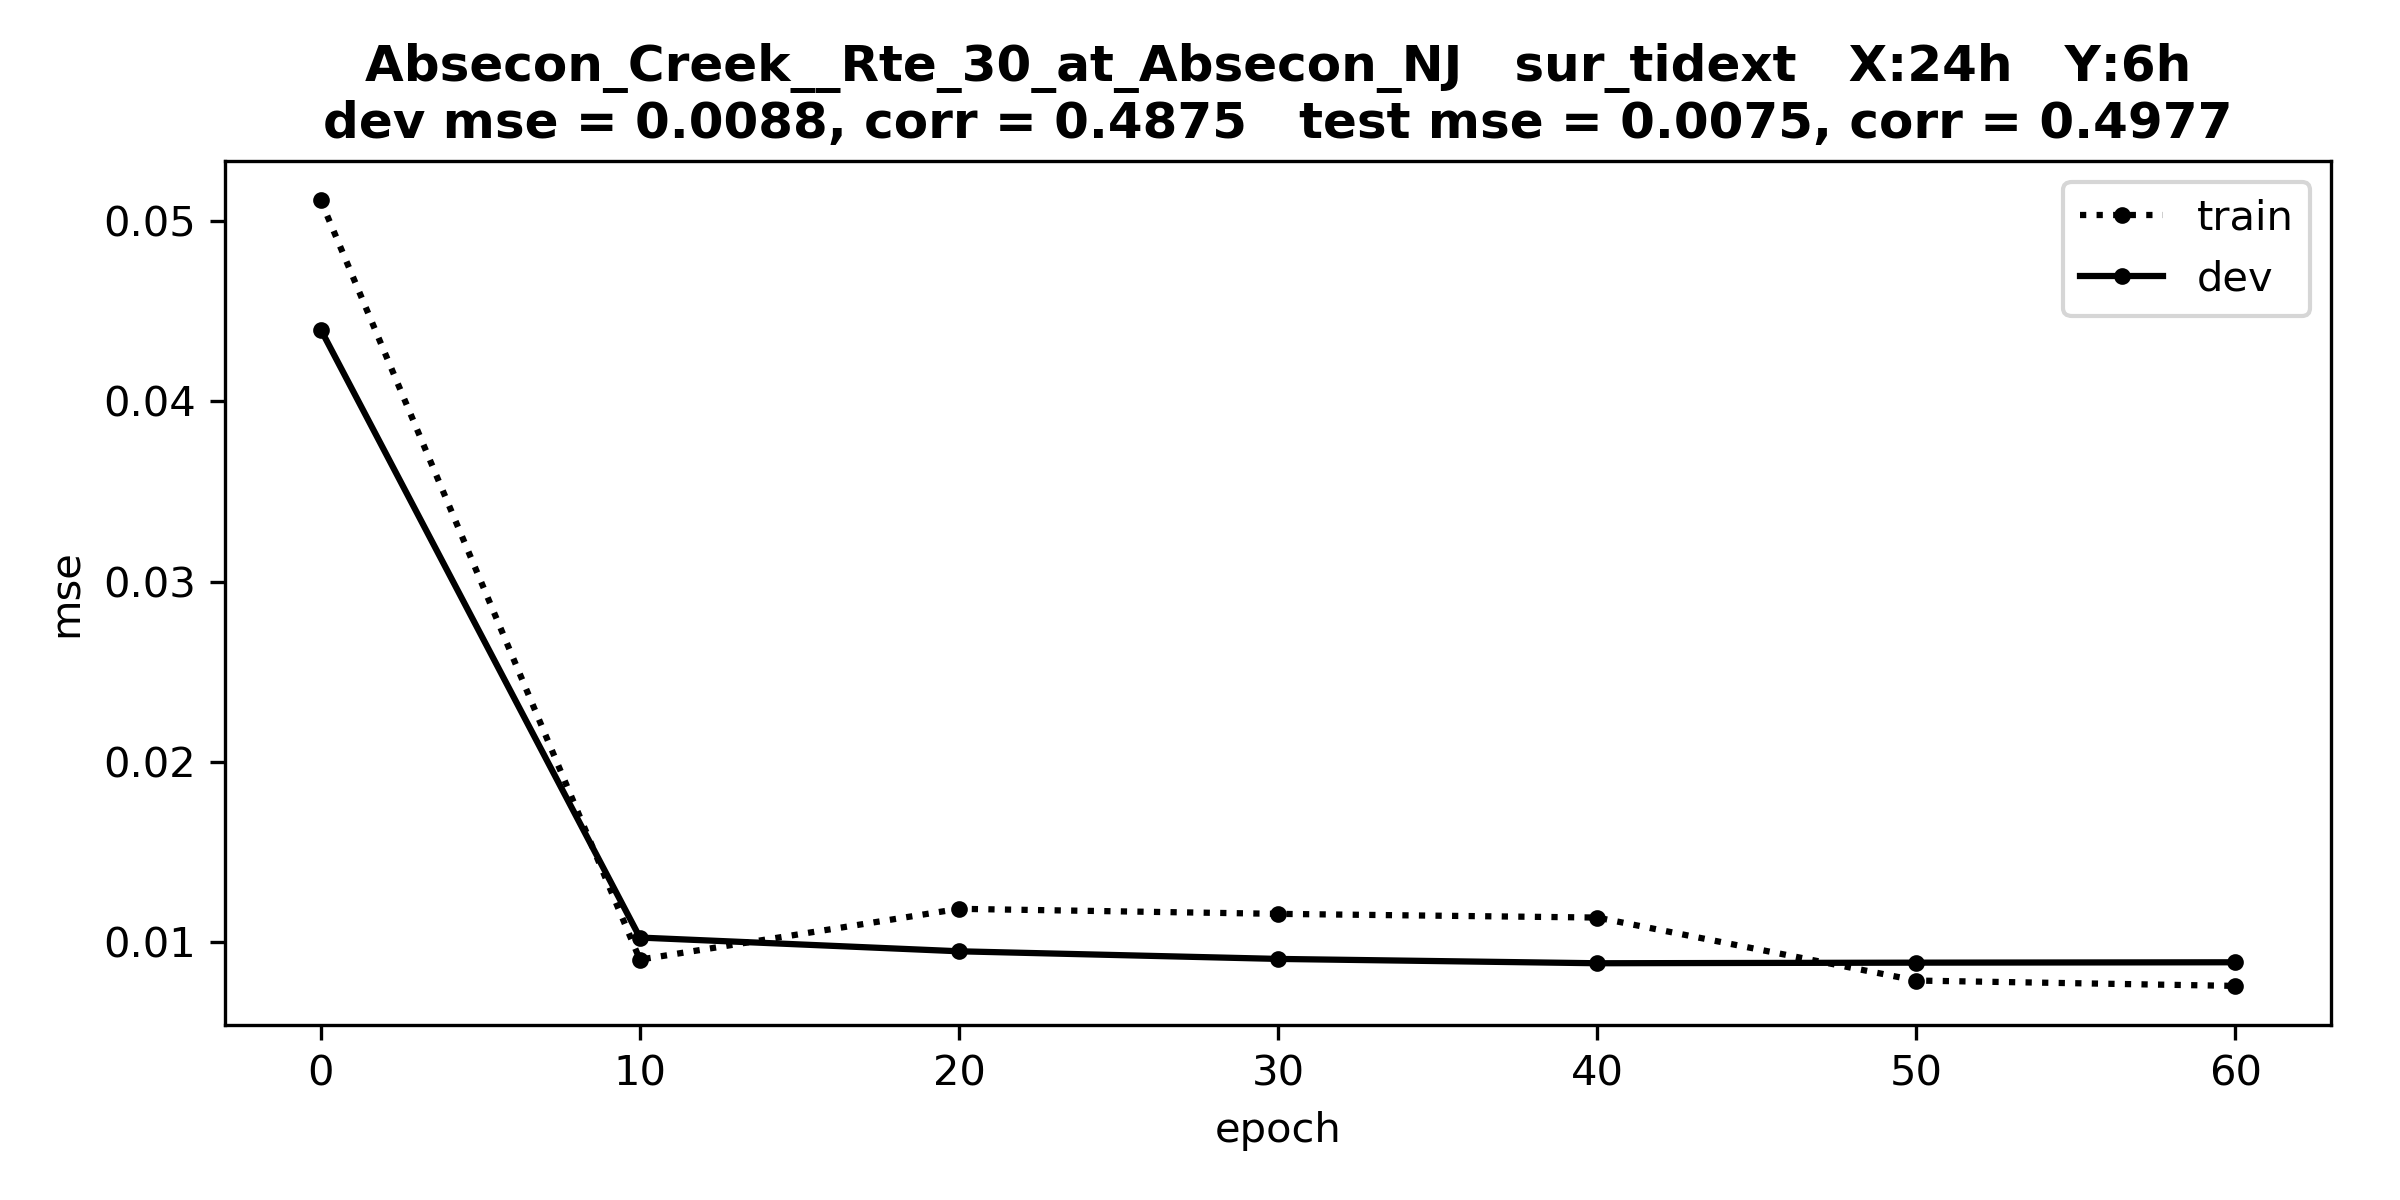 Absecon_Creek__Rte_30_at_Absecon_NJ   sur_tidext   X:24h   Y:6h
dev mse = 0.0088, corr = 0.4875   test mse = 0.0075, corr = 0.4977
train
dev
0.05
0.04
0.03
0.02
0.01
mse
0 10 20 30 40 50 60
epoch